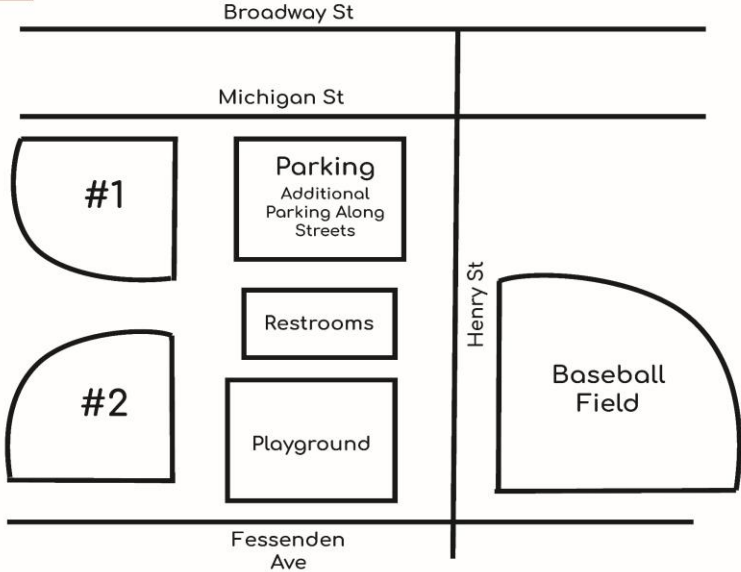 Broadway St
Michigan St
#1
Parking
Additional
Parking Along
Streets
Henry St
Restrooms
Baseball
Field
#2
Playground
Fessenden
Ave